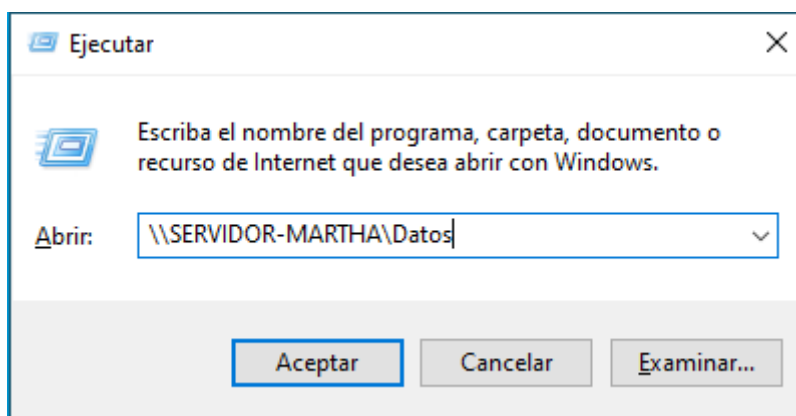 Ejecutar
Escriba el nombre del programa, carpeta, documento o
recurso de Internet que desea abrir con Windows.
Abrir: \\SERVIDOR-MARTHA\Datos
Aceptar Cancelar Examinar...